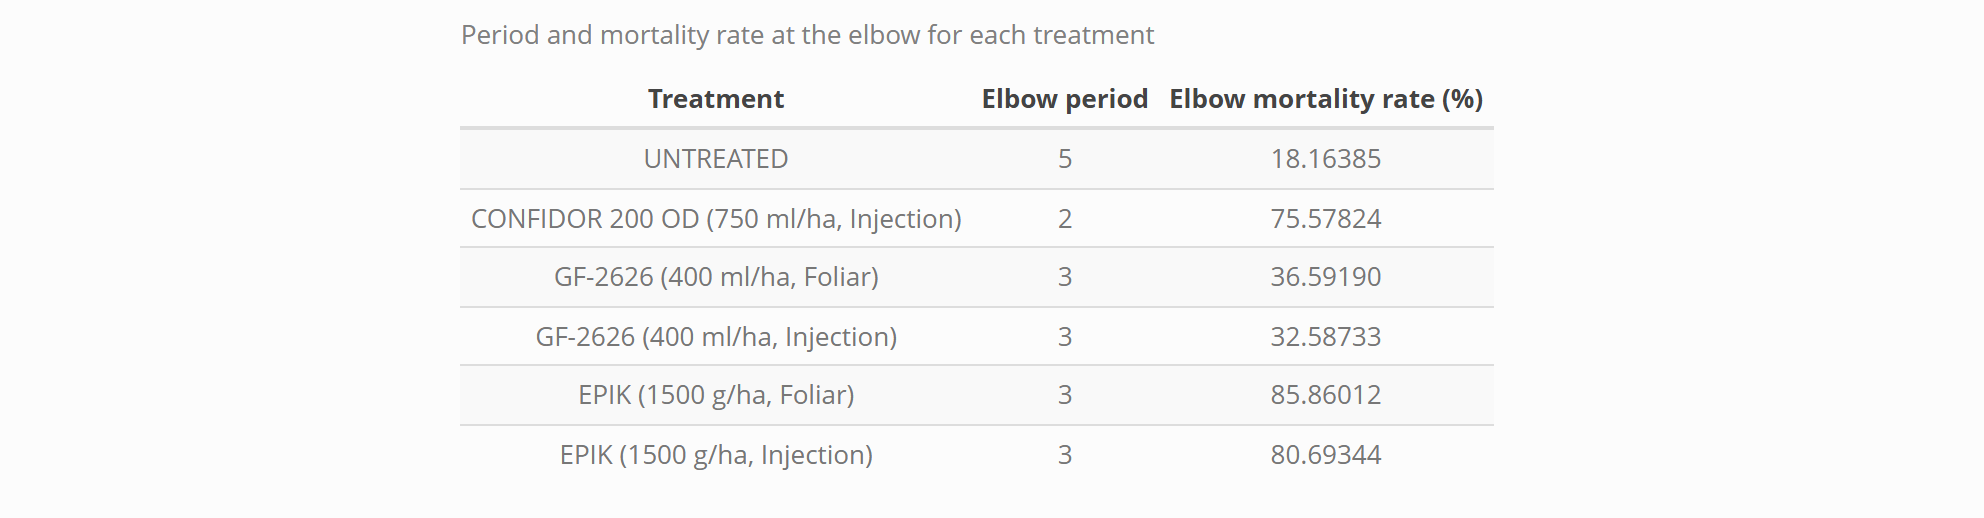 Period and mortality rate at the elbow for each treatment
Treatment Elbow period Elbow mortality rate (%)
UNTREATED 5 18.16385
CONFIDOR 200 OD (750 ml/ha, Injection) 2 75.57824
GF-2626 (400 ml/ha, Foliar) 3 36.59190
GF-2626 (400 ml/ha, Injection) 3 32.58733
EPIK (1500 g/ha, Foliar) 3 85.86012
EPIK (1500 g/ha, Injection) 3 80.69344